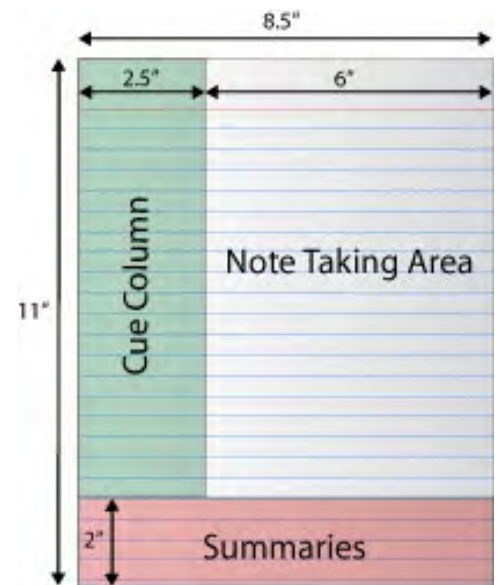 8.5"
2.5"
6"
Cue Column
Note Taking Area
11"
2"
Summaries